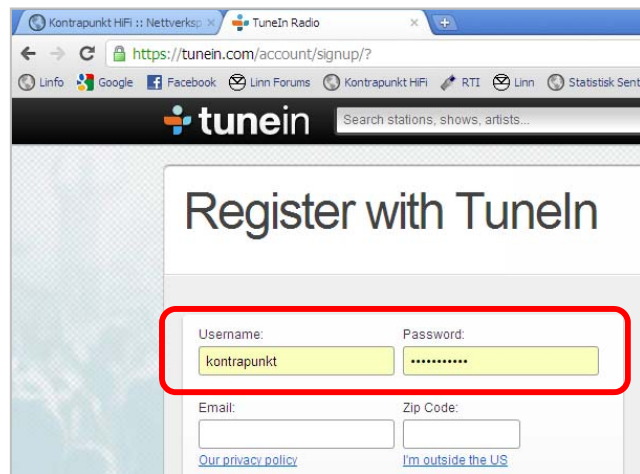 Kontrapunkt HiFi :: Nettverksp
TuneIn Radio
https://tunein.com/account/signup/?
Linfo Google Facebook Linn Forums Kontrapunkt HiFi RTI Linn Statistisk Sent
tunein Search stations, shows, artists...
Register with TuneIn
Username: Password:
kontrapunkt •••••••••••
Email: Zip Code:
Our privacy policy I'm outside the US